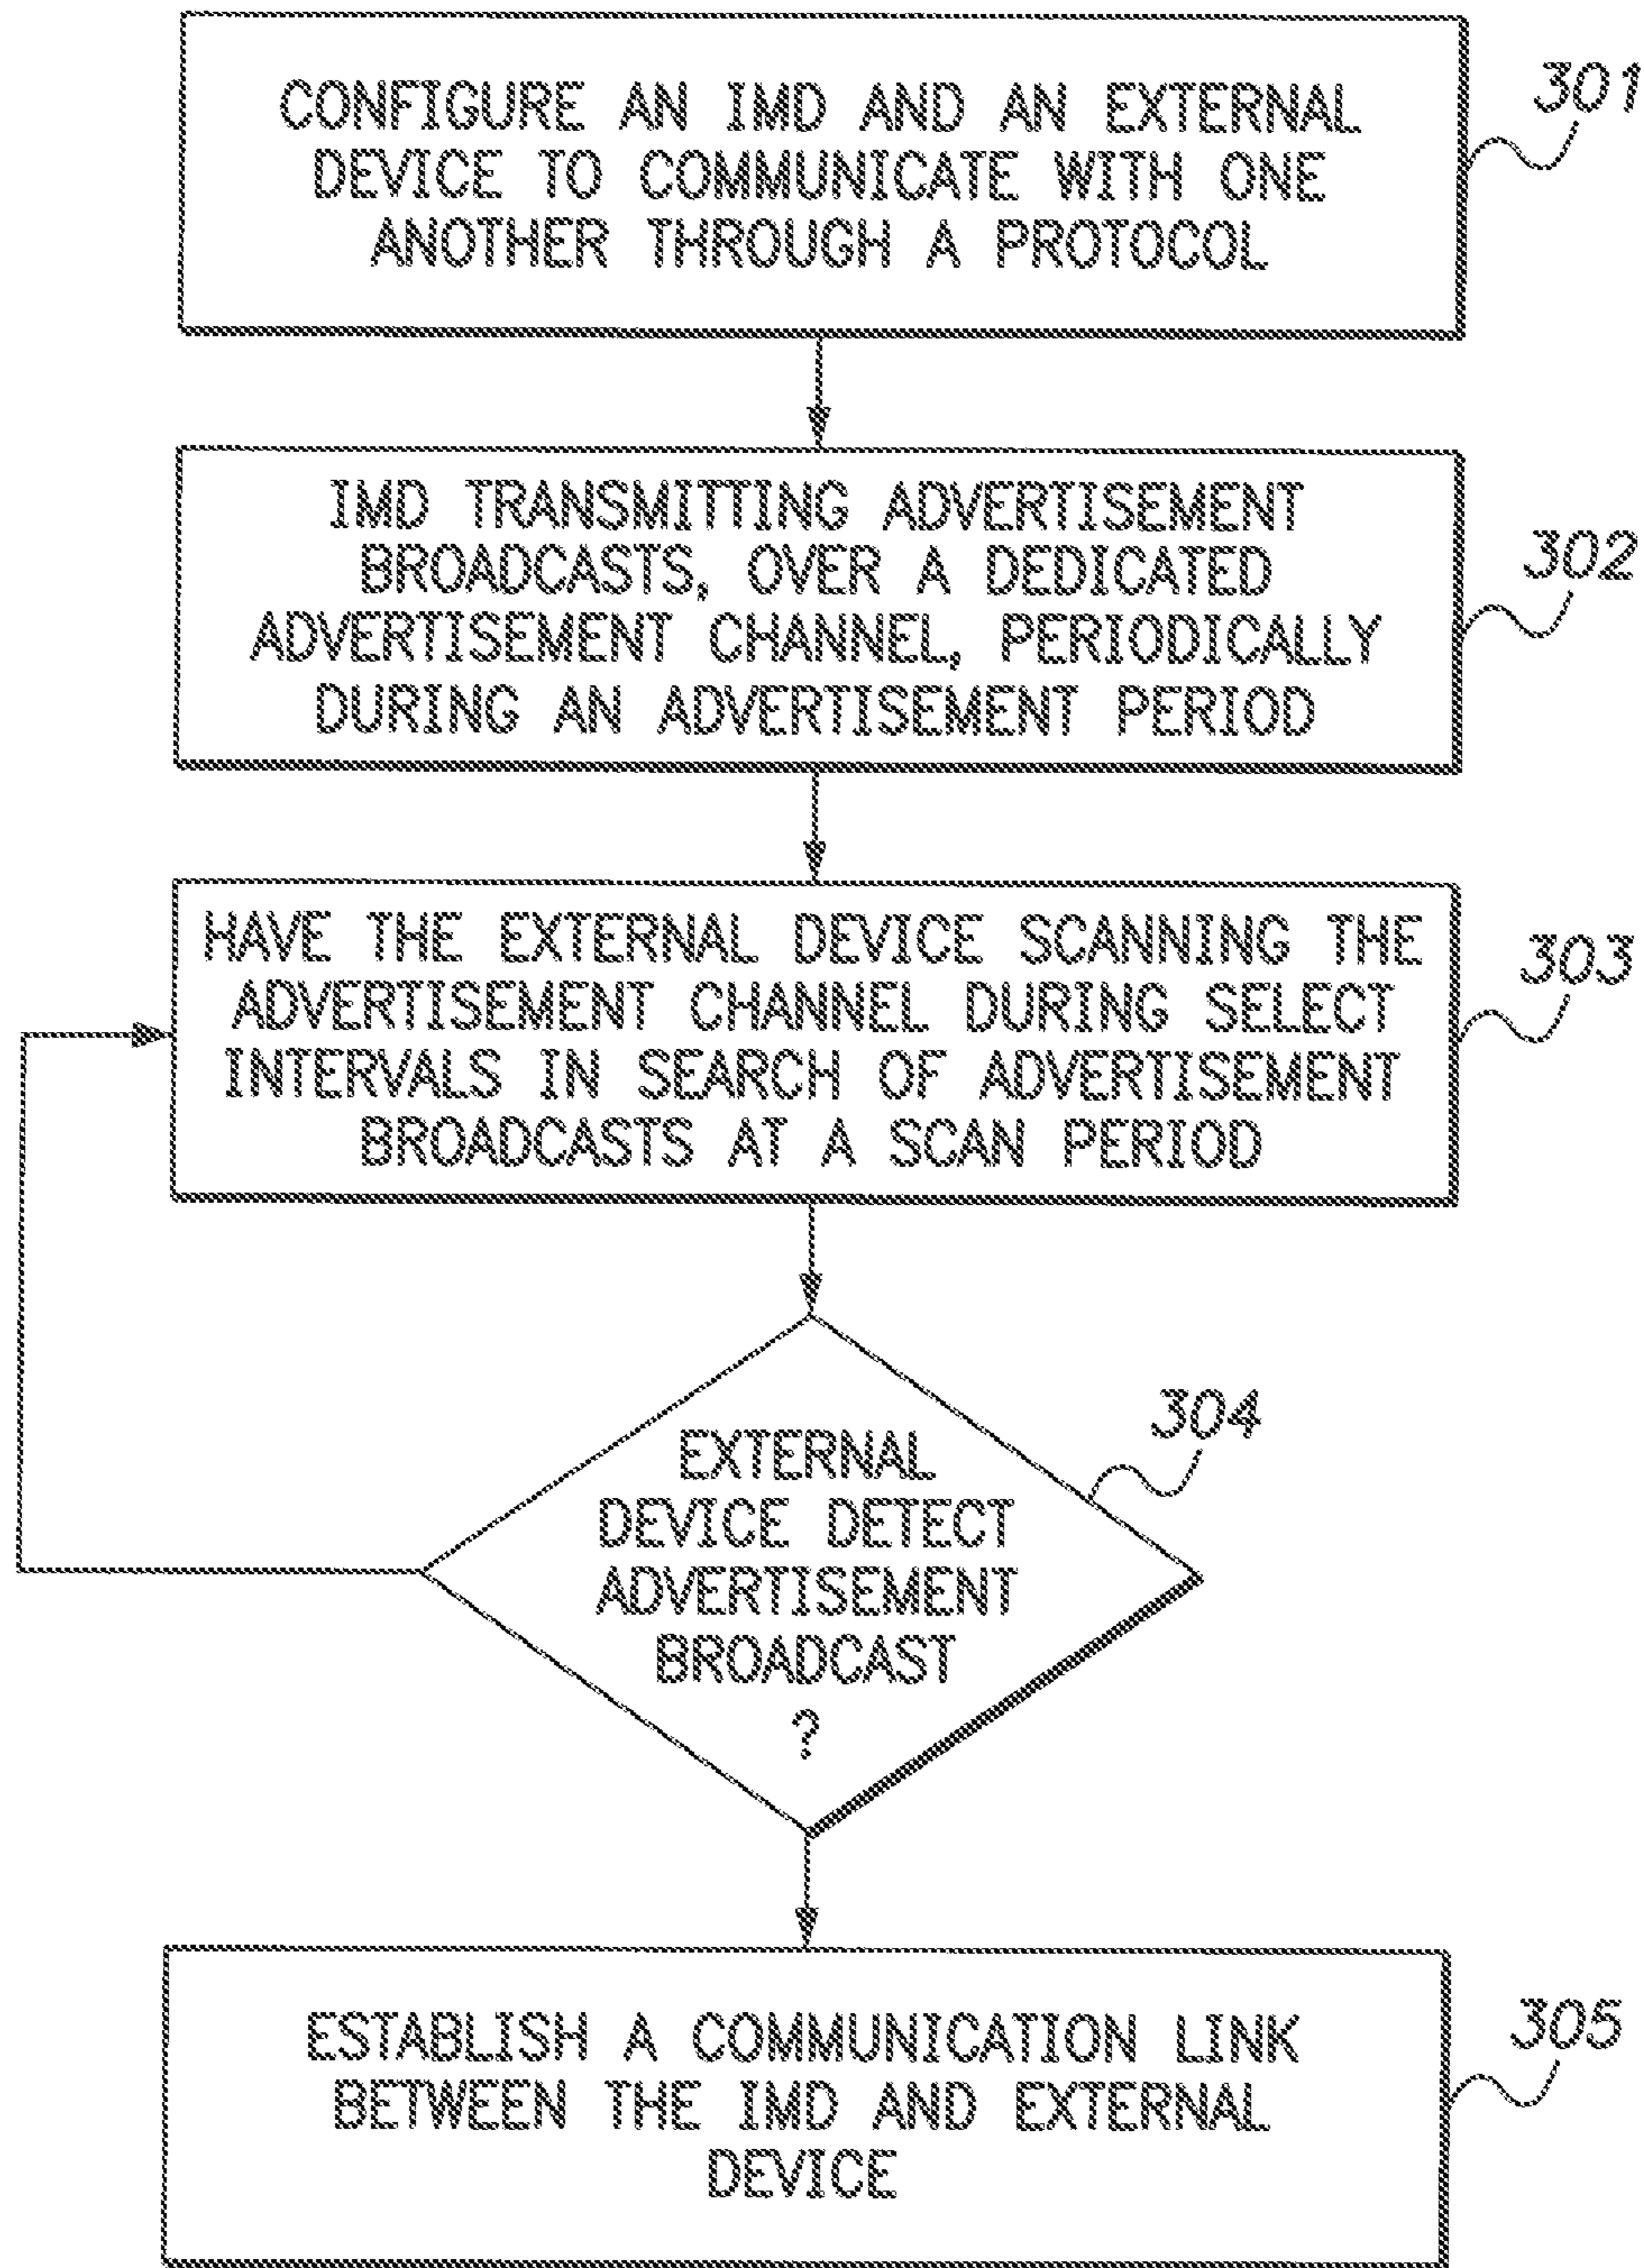 CONFIGURE AN IMD AND AN EXTERNAL
DEVICE TO COMMUNICATE WITH ONE
ANOTHER THROUGH A PROTOCOL
301
IMD TRANSMITTING ADVERTISEMENT
BROADCASTS, OVER A DEDICATED
ADVERTISEMENT CHANNEL, PERIODICALLY
DURING AN ADVERTISEMENT PERIOD
302
HAVE THE EXTERNAL DEVICE SCANNING THE
ADVERTISEMENT CHANNEL DURING SELECT
INTERVALS IN SEARCH OF ADVERTISEMENT
BROADCASTS AT A SCAN PERIOD
303
EXTERNAL
DEVICE DETECT
ADVERTISEMENT
BROADCAST
?
304
ESTABLISH A COMMUNICATION LINK
BETWEEN THE IMD AND EXTERNAL
DEVICE
305